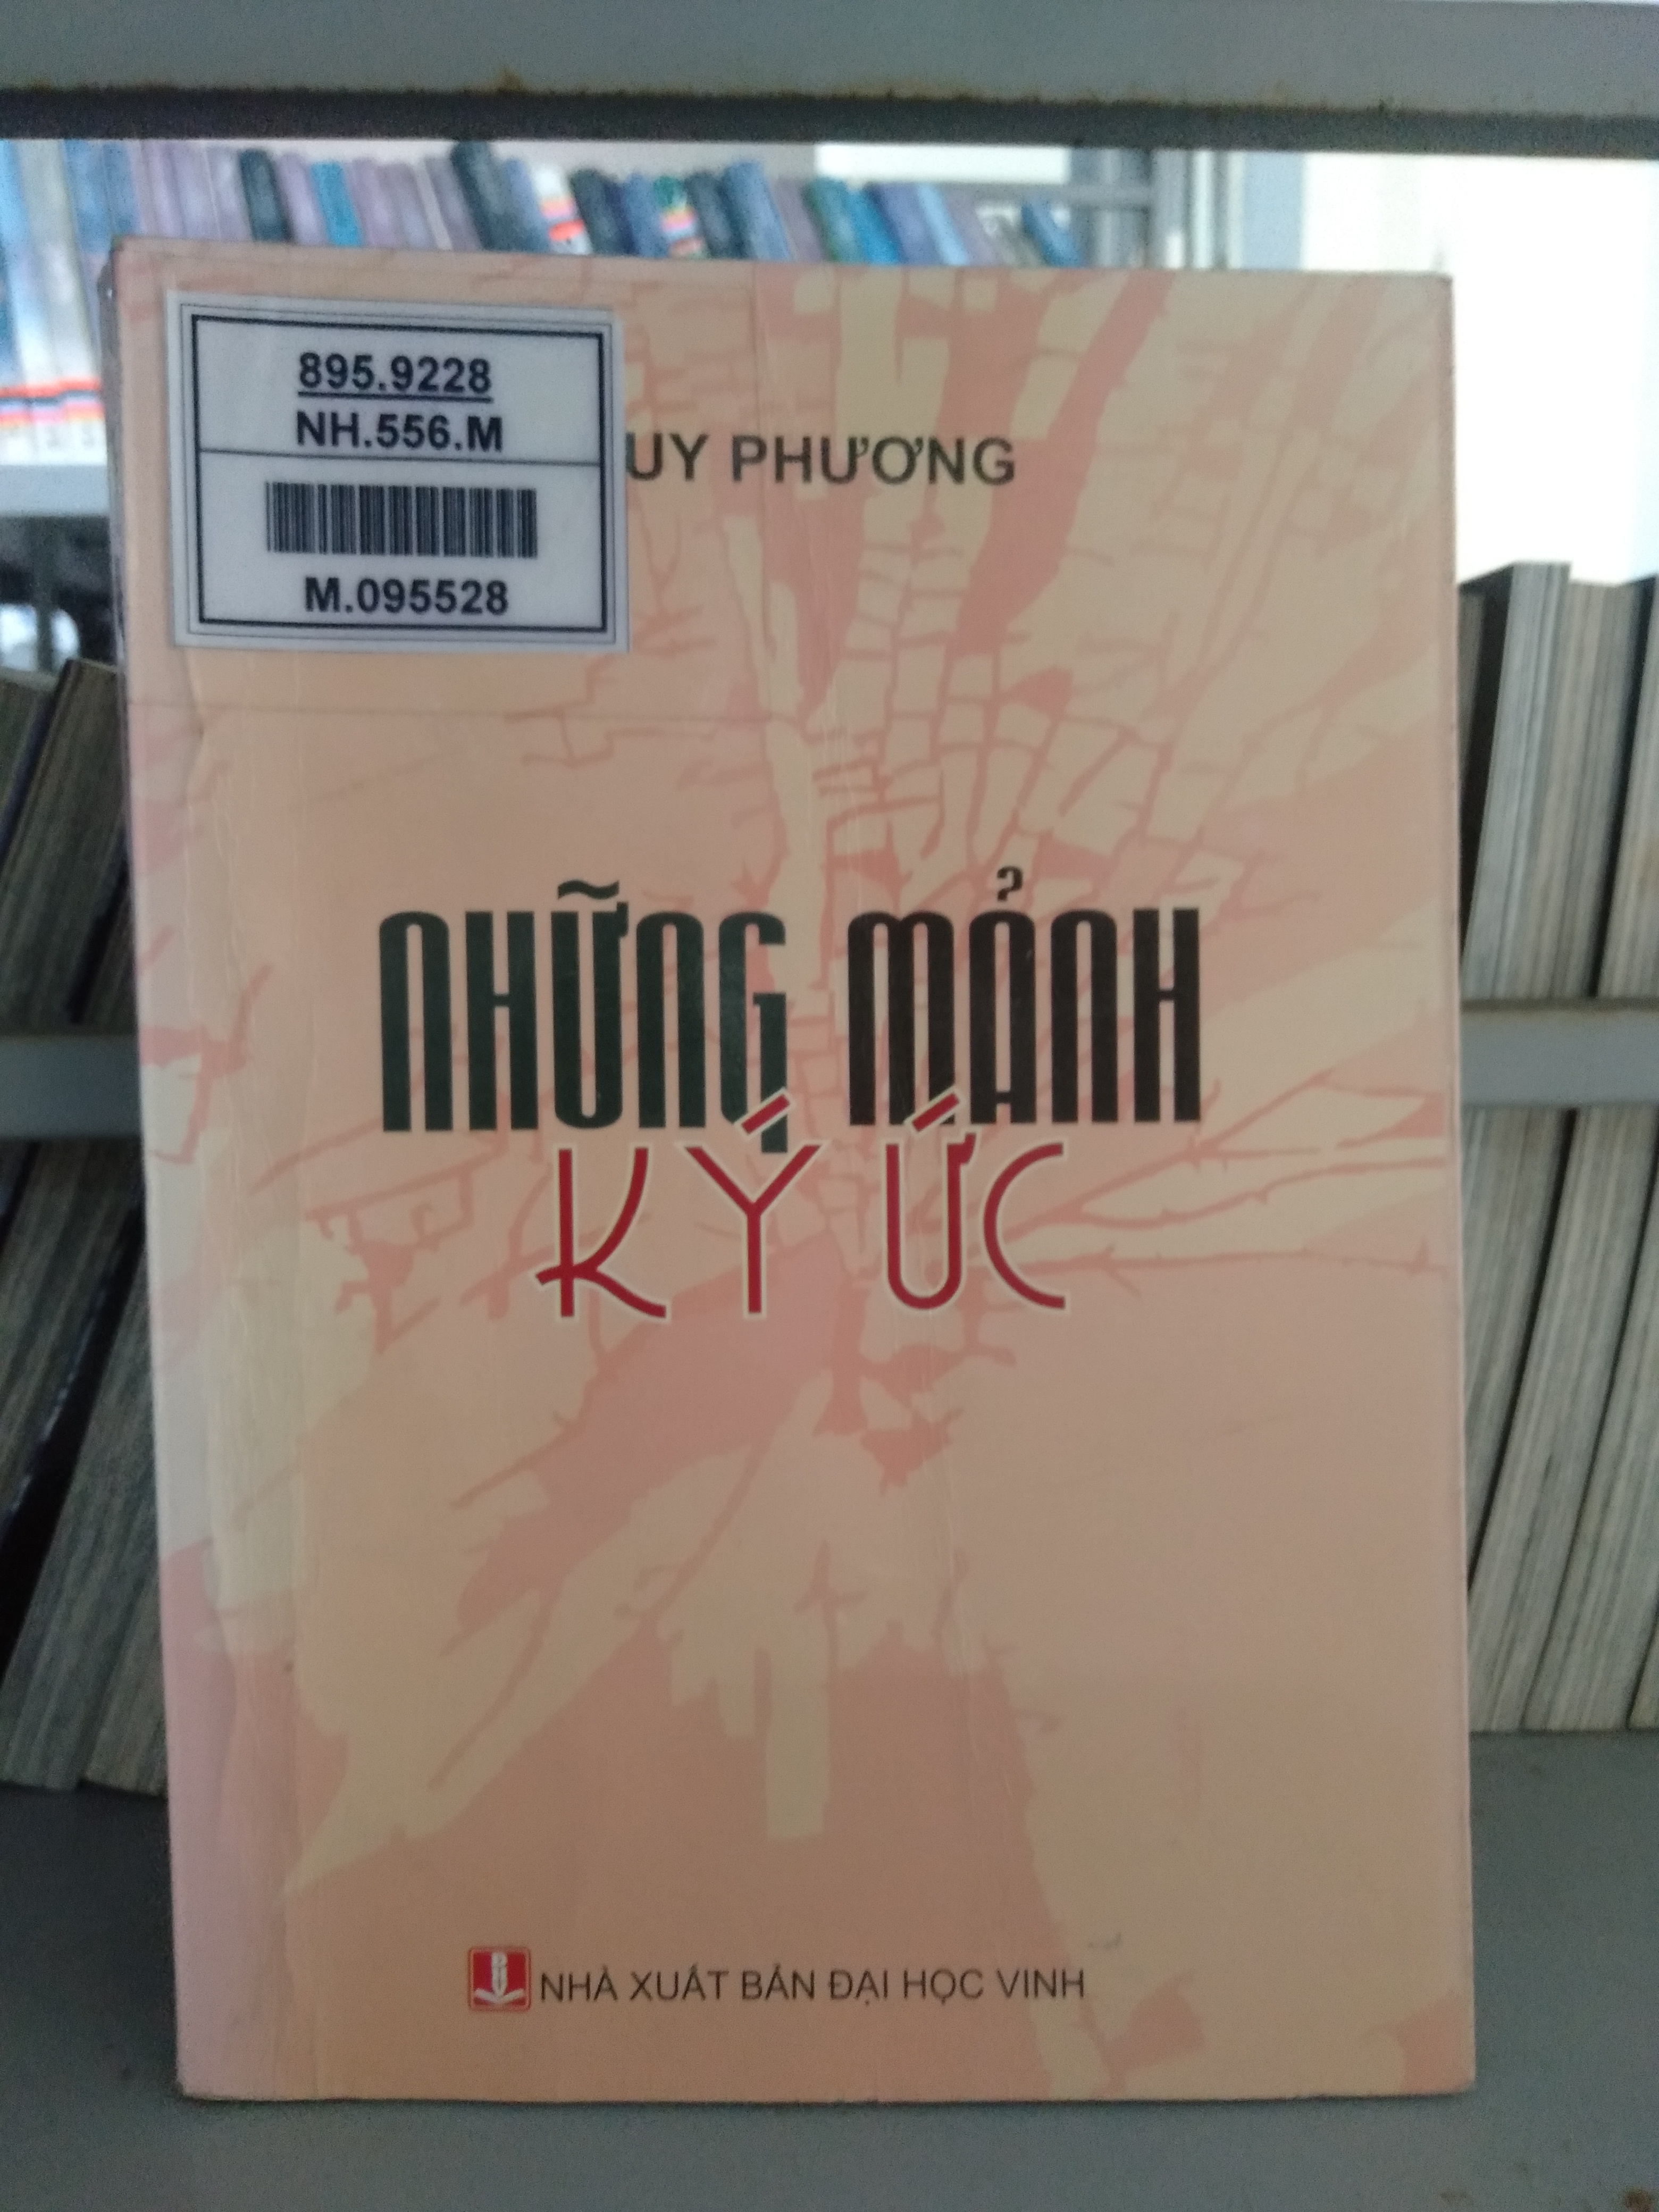 895.9228
NH.556.M
M.095528
UY PHƯƠNG
NHỮNG MẢNH
KÝ ỨC
NHÀ XUẤT BẢN ĐẠI HỌC VINH